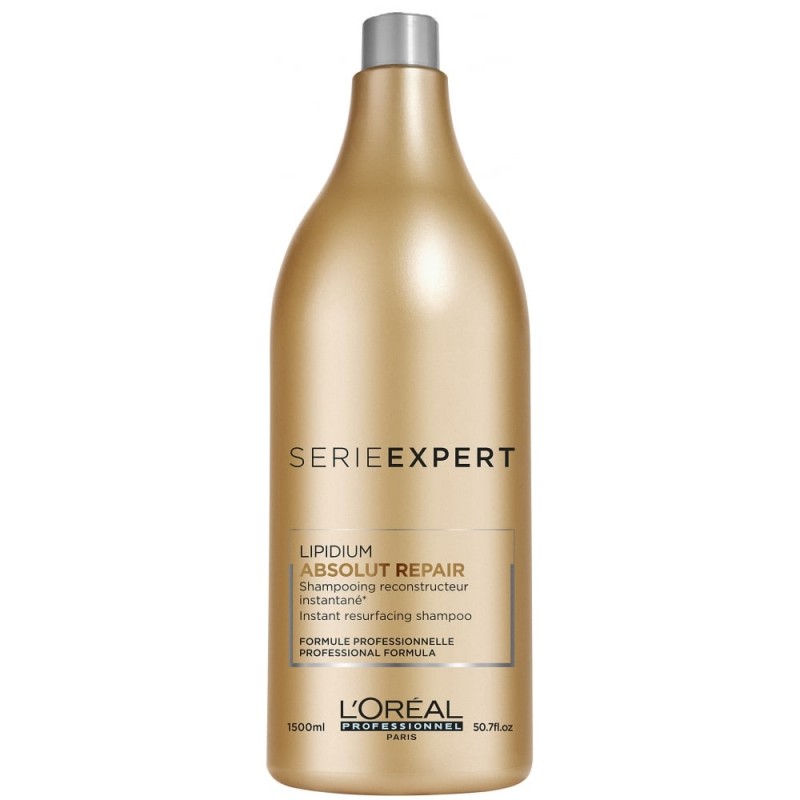 SERIEEXPERT
LIPIDIUM
ABSOLUT REPAIR
Shampooing reconstructeur
instantané*
Instant resurfacing shampoo
FORMULE PROFESSIONNELLE
PROFESSIONAL FORMULA
L'ORÉAL
PROFESSIONNEL
PARIS
1500ml
50.7fl.oz